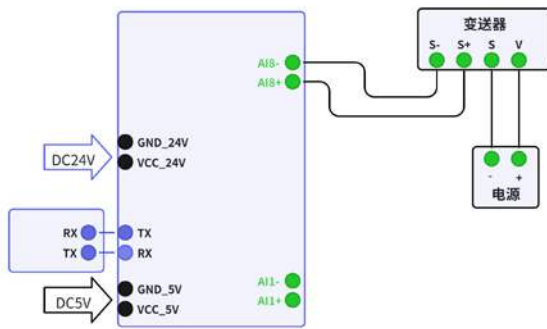 变送器
S- S+ S V
AI8-
AI8+
GND_24V
DC24V
VCC_24V
- +
电源
RX TX
TX RX
AI1-
GND_5V
AI1+
DC5V
VCC_5V